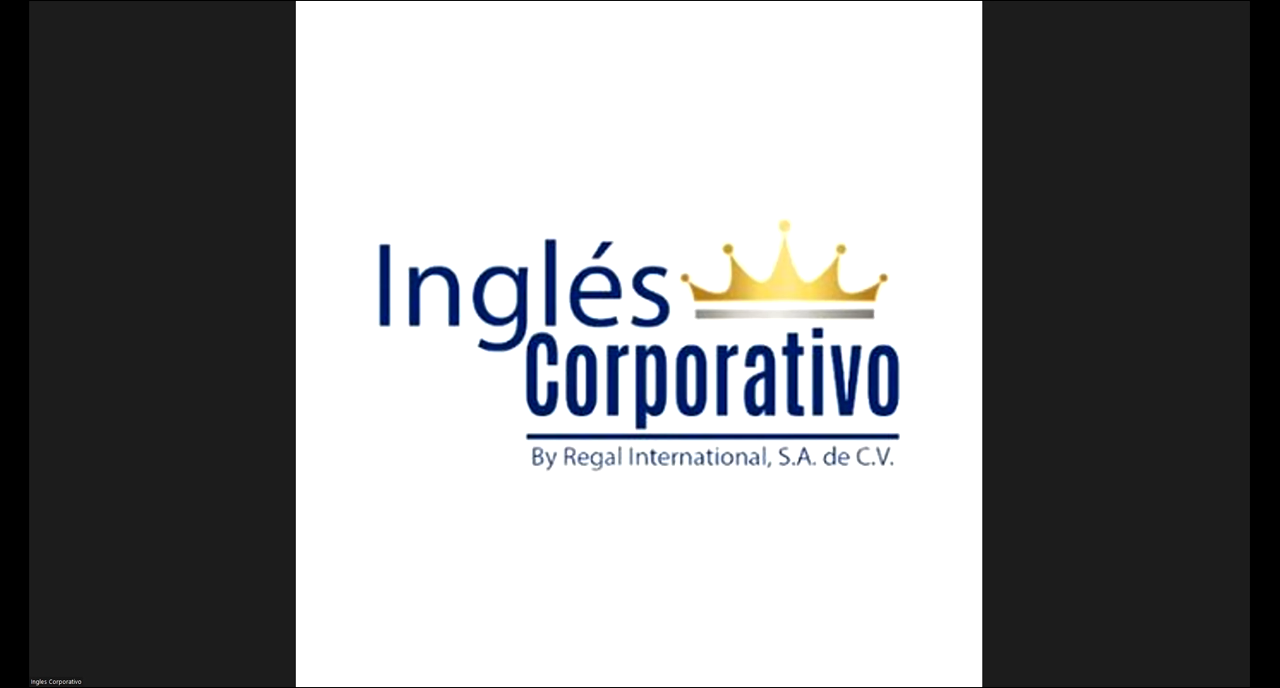 Inglés
Corporativo
By Regal International, S.A. de C.V.
Ingles Corporativo